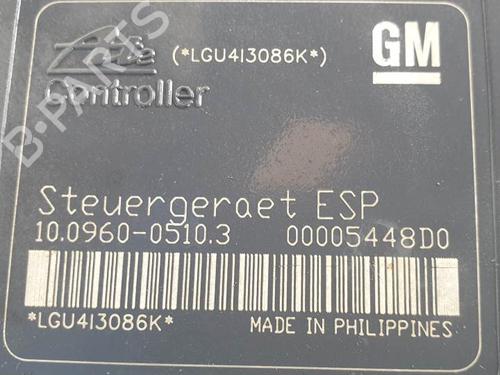 (*LGU4I3086K*)
GM
Controller
Steuergeraet ESP
10.0960-0510.3 00005448D0
*LGU4I3086K* MADE IN PHILIPPINES
B-PARTS